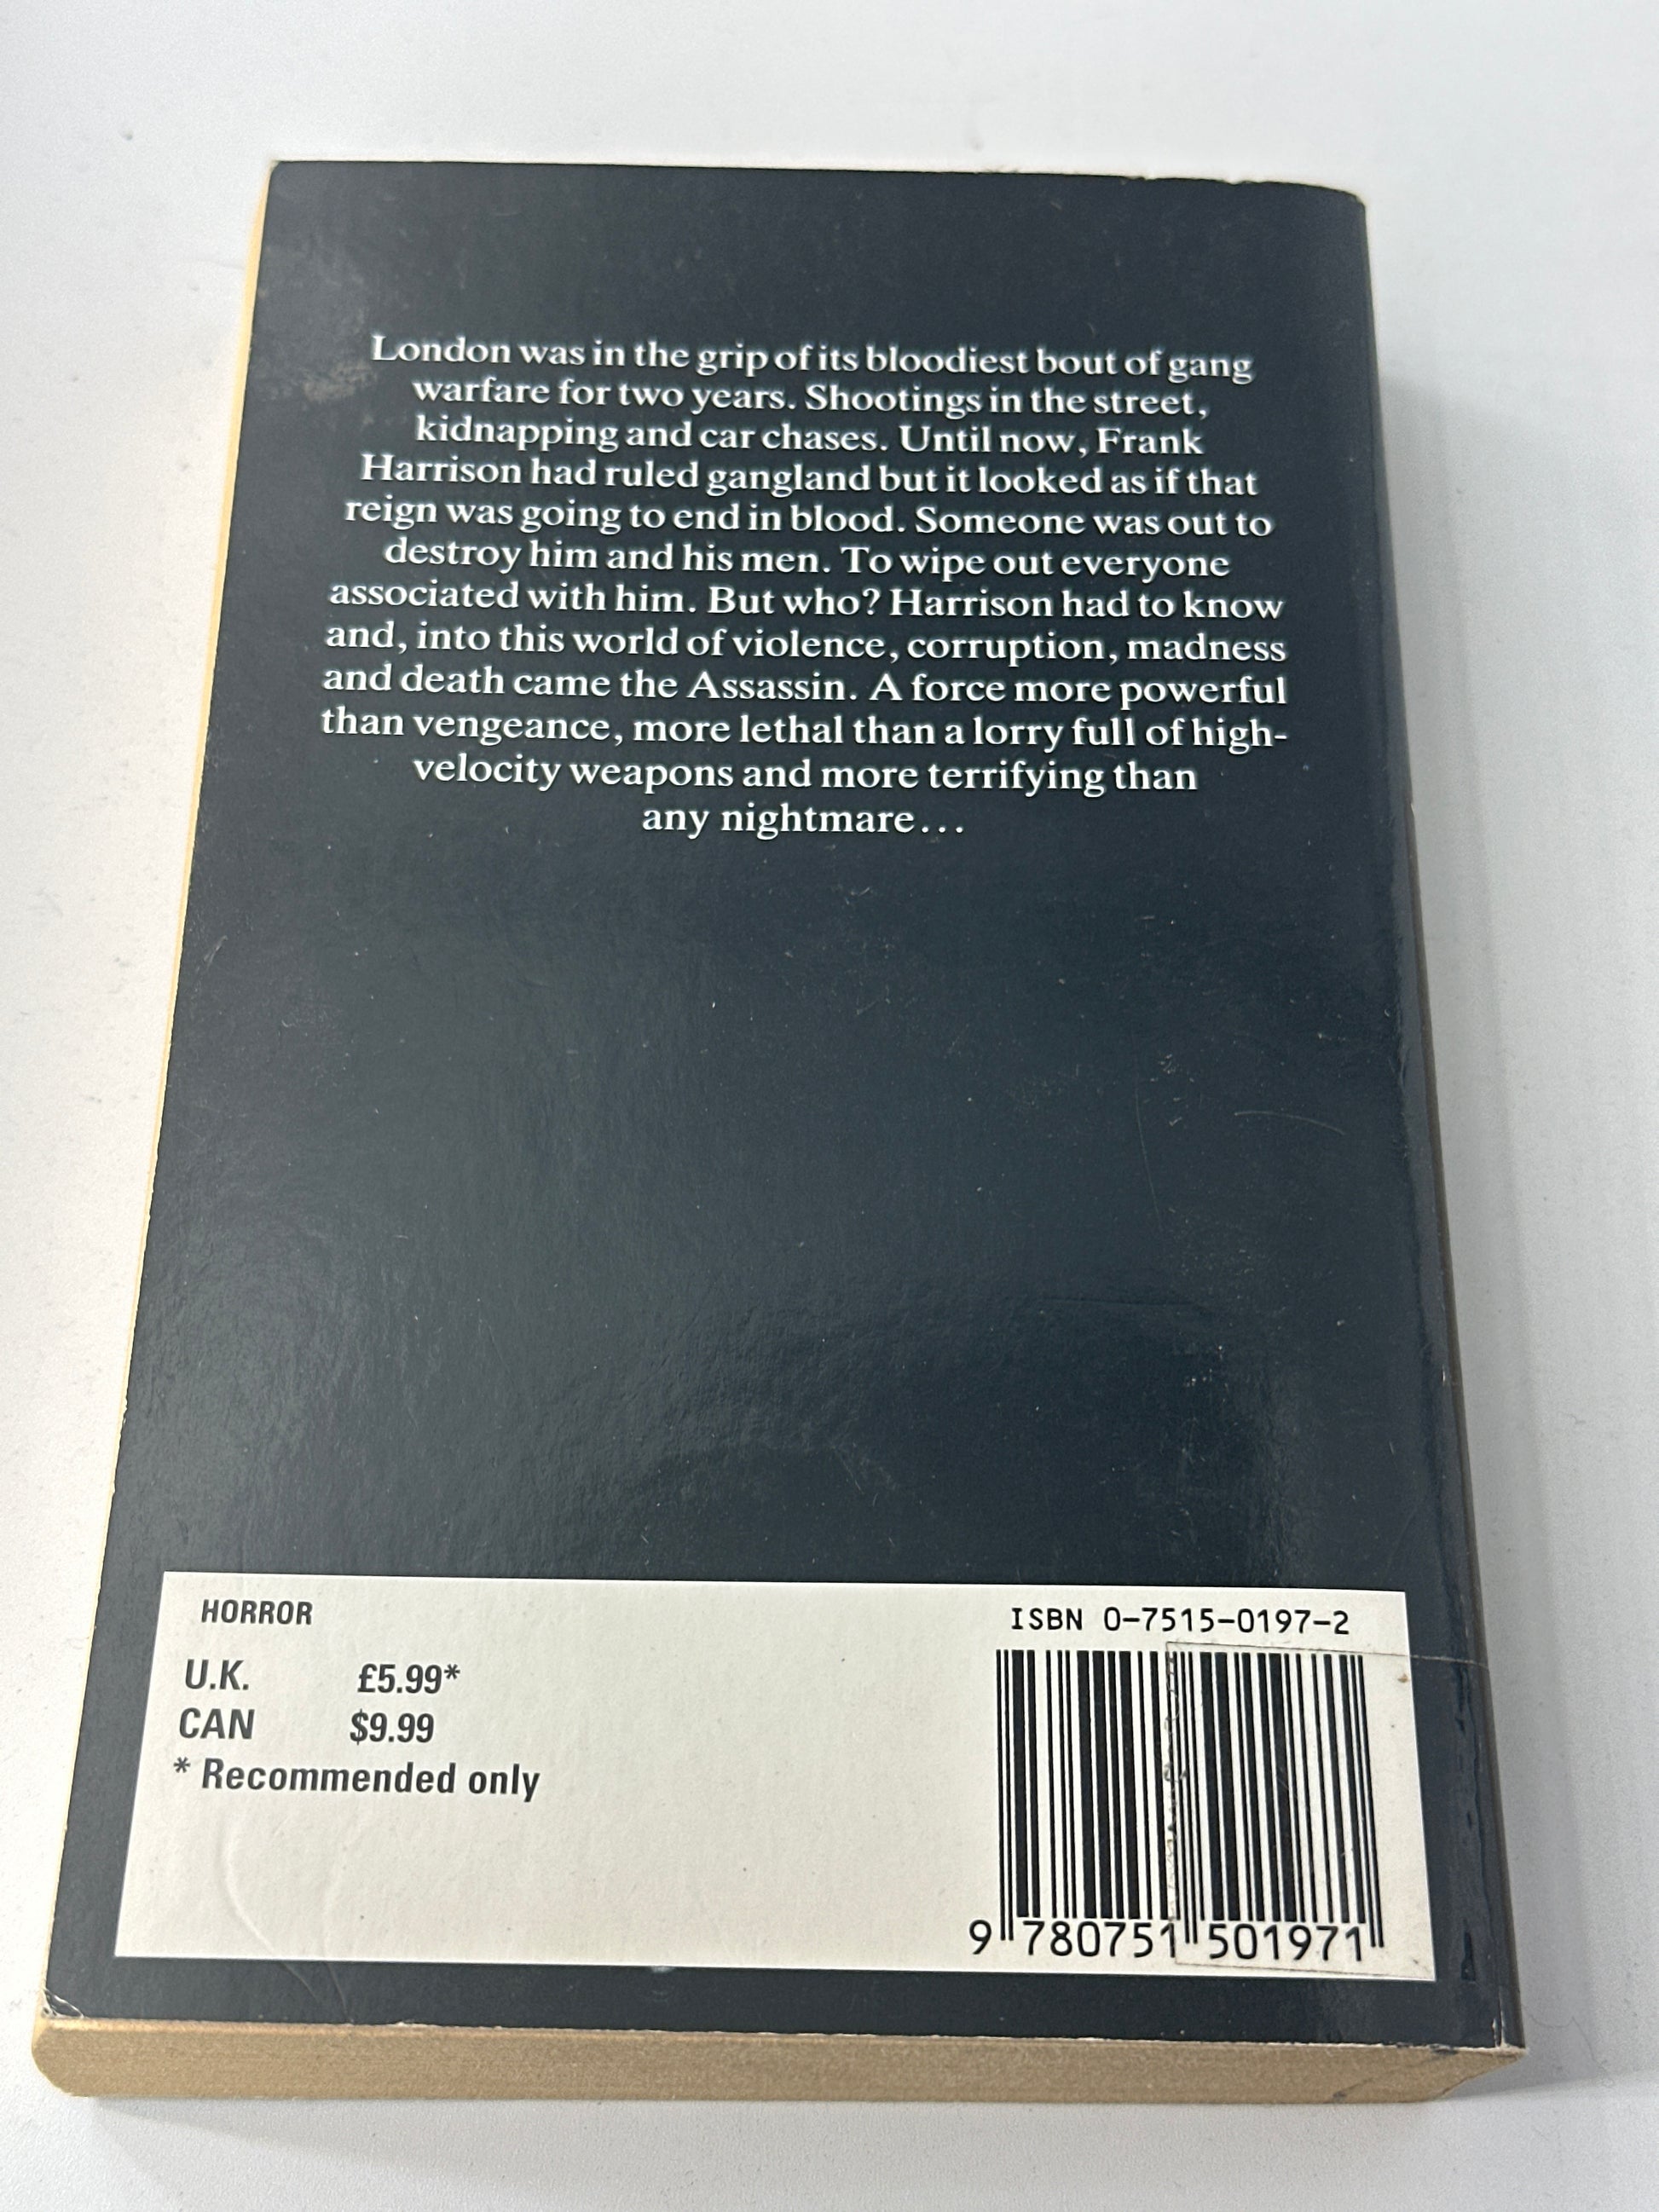 London was in the grip of its bloodiest bout of gang
warfare for two years. Shootings in the street,
kidnapping and car chases. Until now, Frank
Harrison had ruled gangland but it looked as if that
reign was going to end in blood. Someone was out to
destroy him and his men. To wipe out everyone
associated with him. But who? Harrison had to know
and, into this world of violence, corruption, madness
and death came the Assassin. A force more powerful
than vengeance, more lethal than a lorry full of high-
velocity weapons and more terrifying than
any nightmare...
HORROR
ISBN 0-7515-0197-2
U.K. £5.99*
CAN $9.99
* Recommended only
9 780751 501971